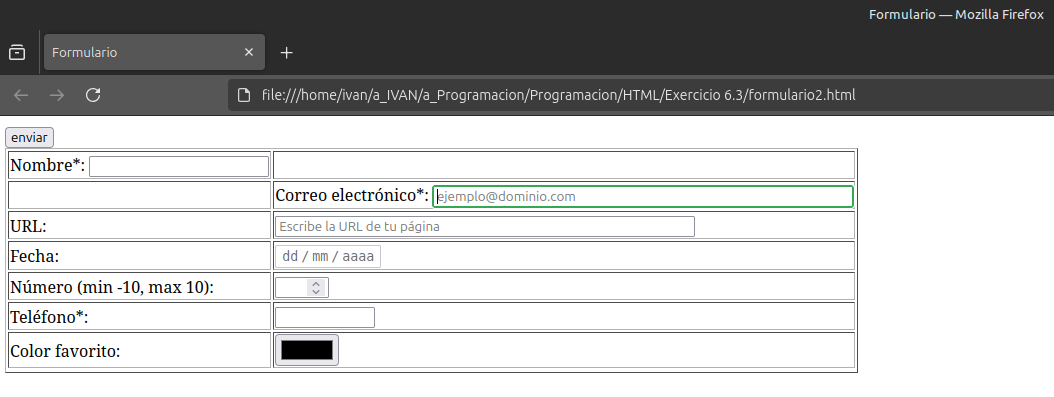 Formulario — Mozilla Firefox
Formulario
file:///home/ivan/a_IVAN/a_Programacion/Programacion/HTML/Exercicio 6.3/formulario2.html
enviar
Nombre*:
Correo electrónico*: ejemplo@dominio.com
URL: Escribe la URL de tu página
Fecha: dd / mm / aaaa
Número (min -10, max 10):
Teléfono*:
Color favorito: